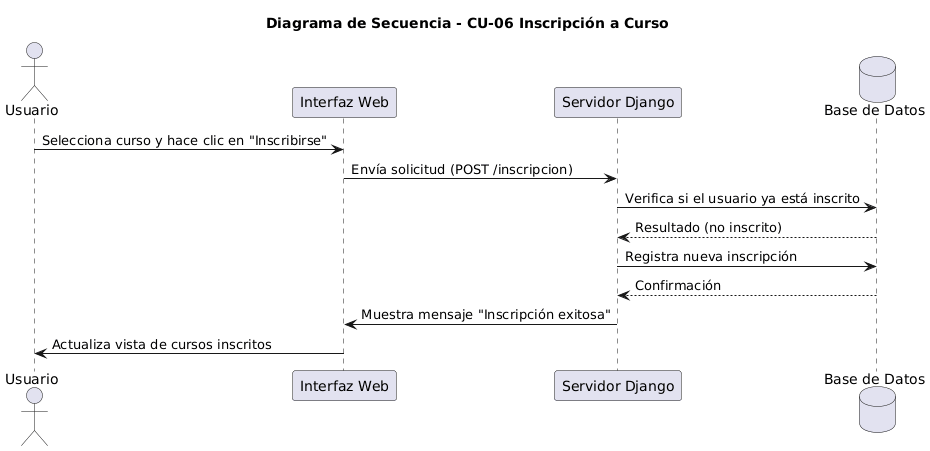 Diagrama de Secuencia - CU-06 Inscripción a Curso
Usuario
Interfaz Web
Servidor Django
Base de Datos
Selecciona curso y hace clic en "Inscribirse"
Envía solicitud (POST /inscripcion)
Verifica si el usuario ya está inscrito
Resultado (no inscrito)
Registra nueva inscripción
Confirmación
Muestra mensaje "Inscripción exitosa"
Actualiza vista de cursos inscritos
Usuario
Interfaz Web
Servidor Django
Base de Datos